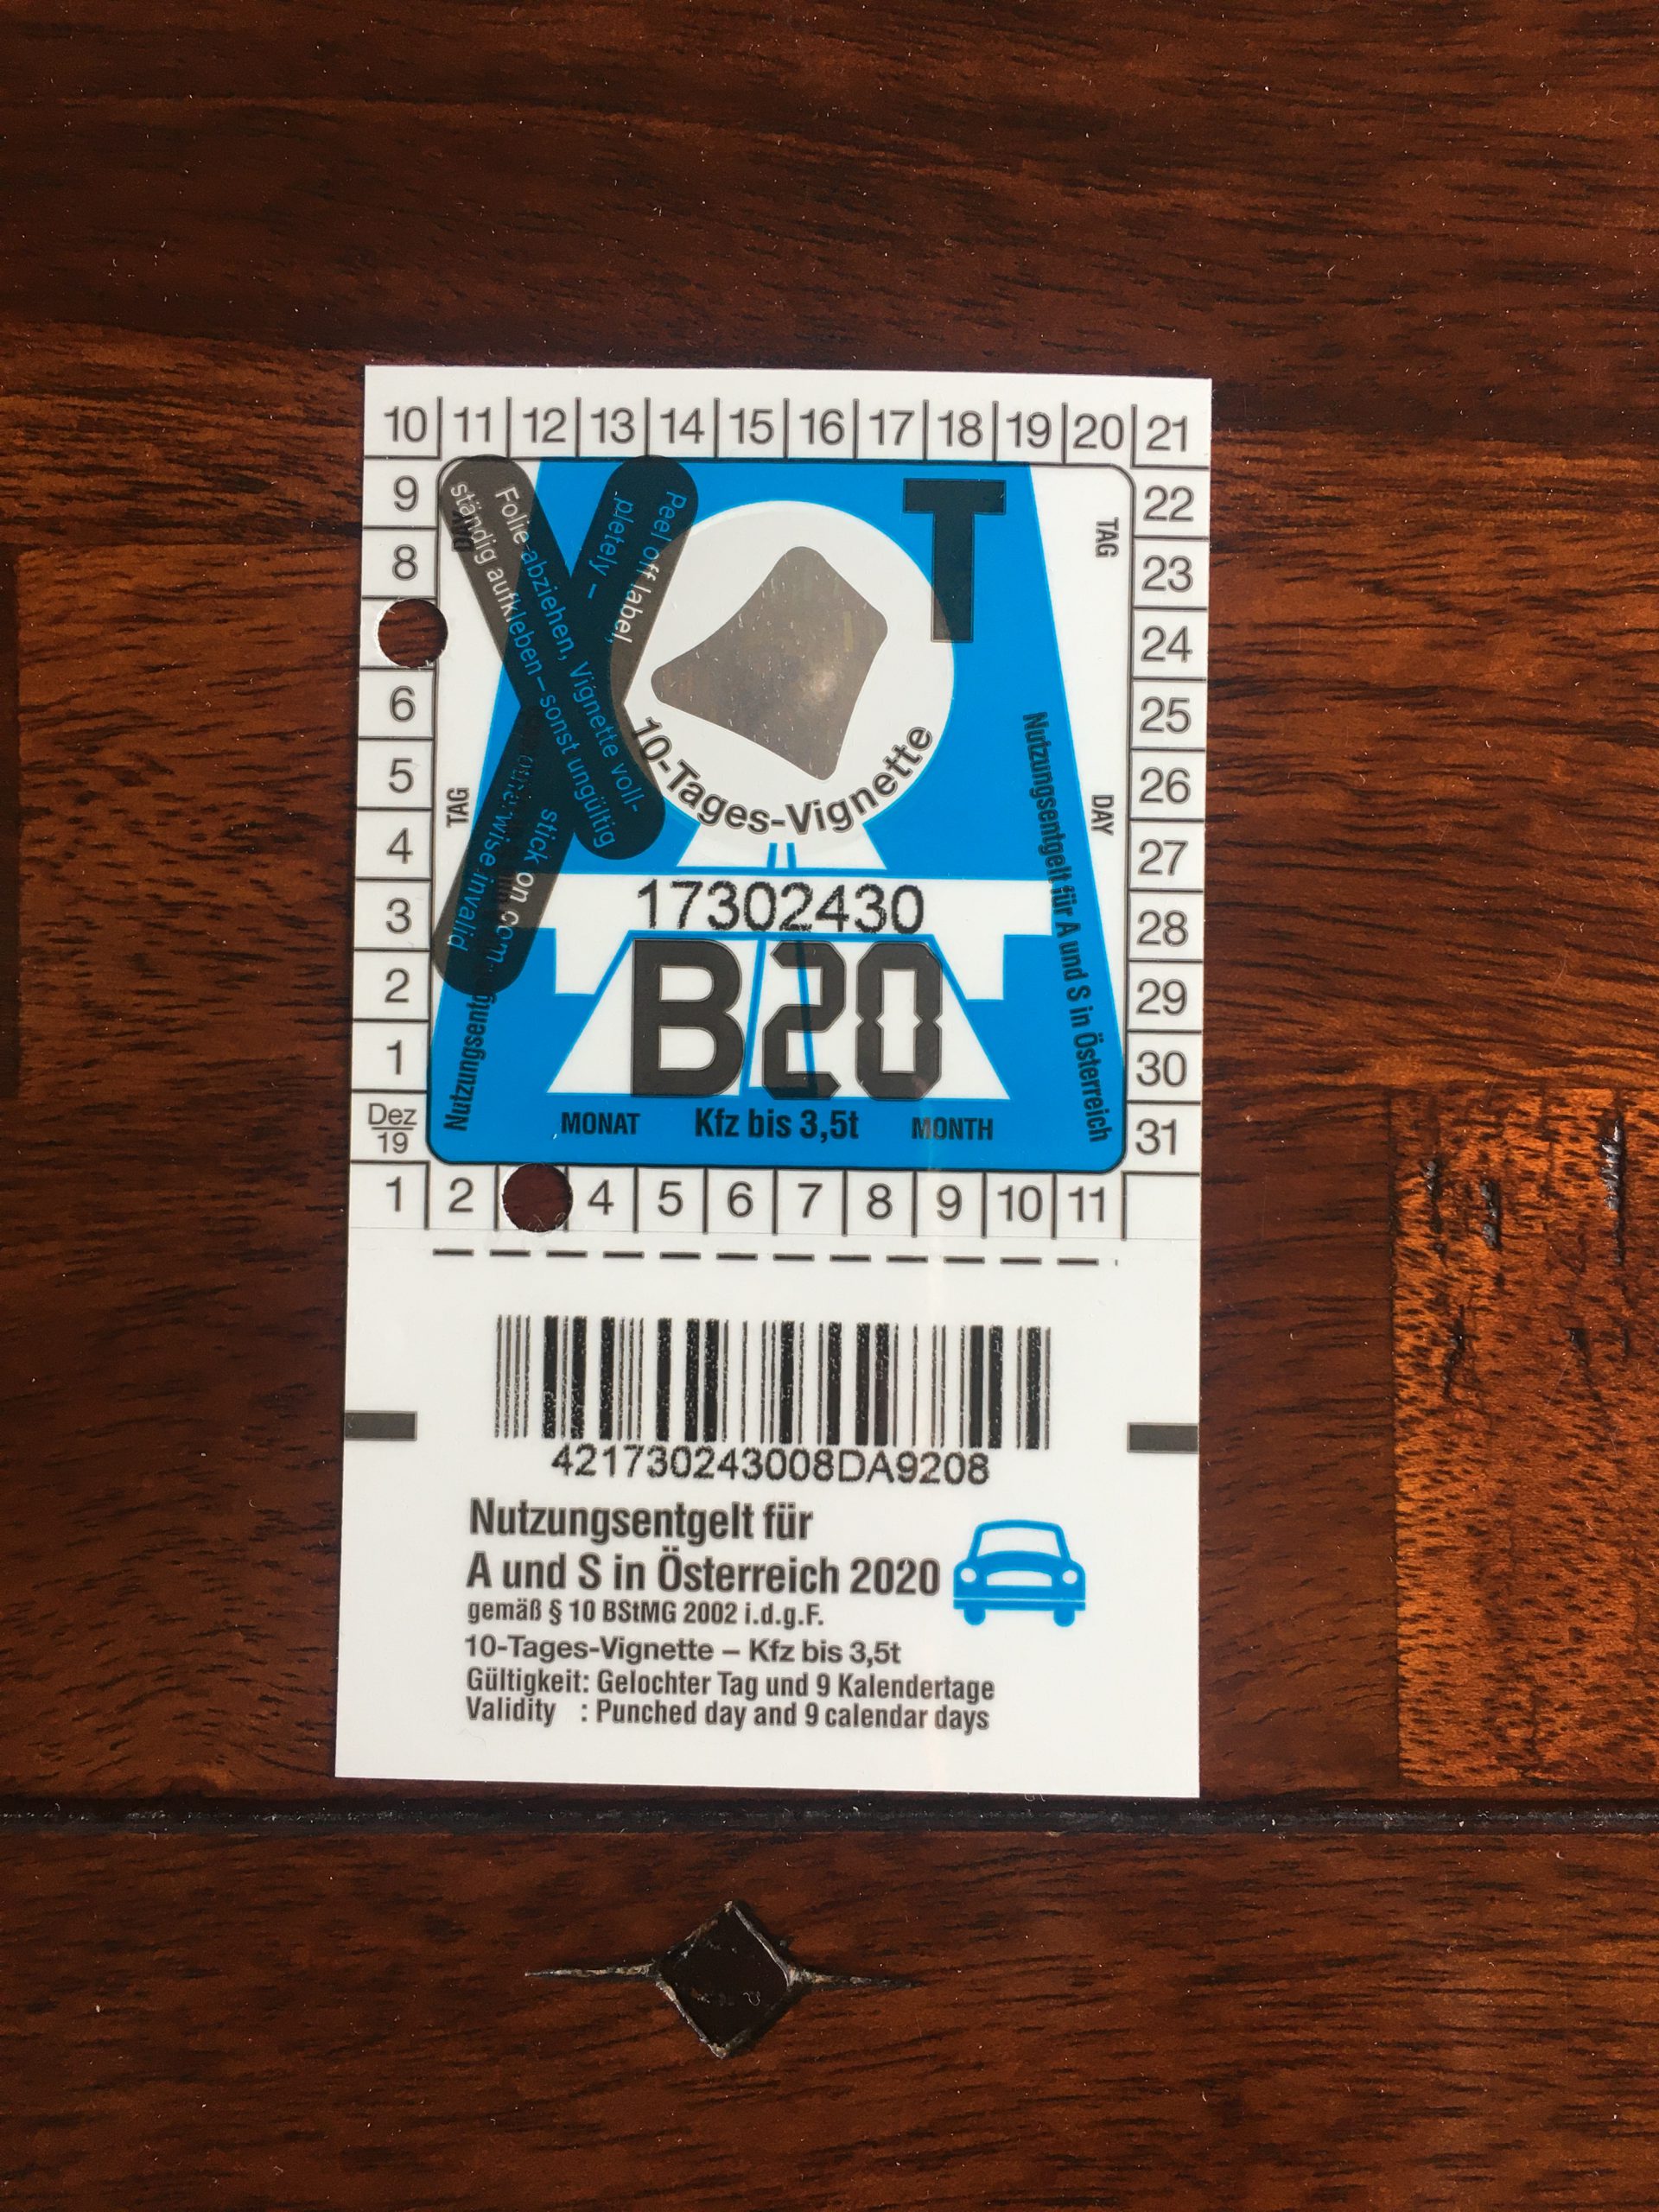 10 11 12 13 14 15 16 17 18 19 20 21
9
8
6
5
4
3
2
1
Dez
19
22
23
24
25
26
27
28
29
30
31
T
TAG
DAY
TAG
Folie abziehen, Vignette voll-
ständig aufkleben – sonst ungültig
Peel off label,
pletely –
stick on com-
otherwise invalid
10-Tages-Vignette
17302430
B20
Nutzungsentg
Nutzungsentgelt für A und S in Österreich
MONAT Kfz bis 3,5t MONTH
1 2 4 5 6 7 8 9 10 11
421730243008DA9208
Nutzungsentgelt für
A und S in Österreich 2020
gemäß § 10 BStMG 2002 i.d.g.F.
10-Tages-Vignette – Kfz bis 3,5t
Gültigkeit: Gelochter Tag und 9 Kalendertage
Validity : Punched day and 9 calendar days